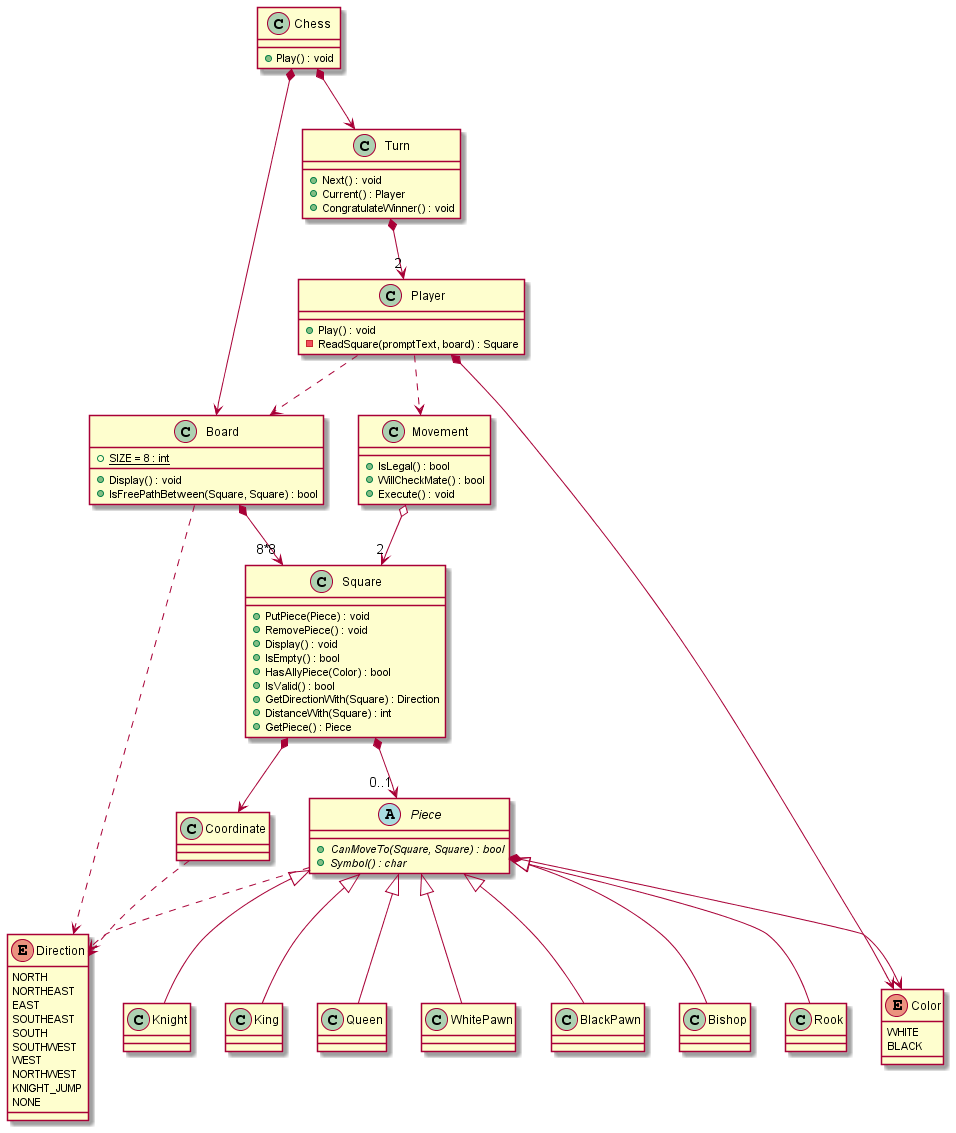 C Chess
Play() : void
C Turn
Next() : void
Current() : Player
CongratulateWinner() : void
2
C Player
Play() : void
ReadSquare(promptText, board) : Square
C Board
SIZE = 8 : int
Display() : void
IsFreePathBetween(Square, Square) : bool
C Movement
IsLegal() : bool
WillCheckMate() : bool
Execute() : void
8*8
2
C Square
PutPiece(Piece) : void
RemovePiece() : void
Display() : void
IsEmpty() : bool
HasAllyPiece(Color) : bool
IsValid() : bool
GetDirectionWith(Square) : Direction
DistanceWith(Square) : int
GetPiece() : Piece
0..1
C Coordinate
A Piece
CanMoveTo(Square, Square) : bool
Symbol() : char
E Direction
NORTH
NORTHEAST
EAST
SOUTHEAST
SOUTH
SOUTHWEST
WEST
NORTHWEST
KNIGHT_JUMP
NONE
C Knight
C King
C Queen
C WhitePawn
C BlackPawn
C Bishop
C Rook
E Color
WHITE
BLACK